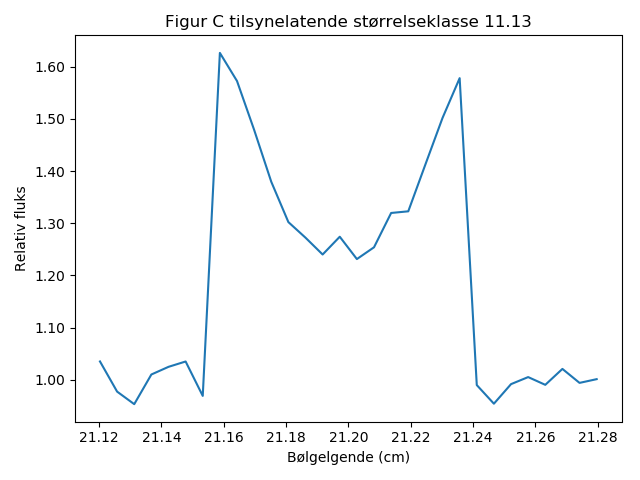 Figur C tilsynelatende størrelseklasse 11.13
Relativ fluks
1.60
1.50
1.40
1.30
1.20
1.10
1.00
21.12 21.14 21.16 21.18 21.20 21.22 21.24 21.26 21.28
Bølgelgende (cm)